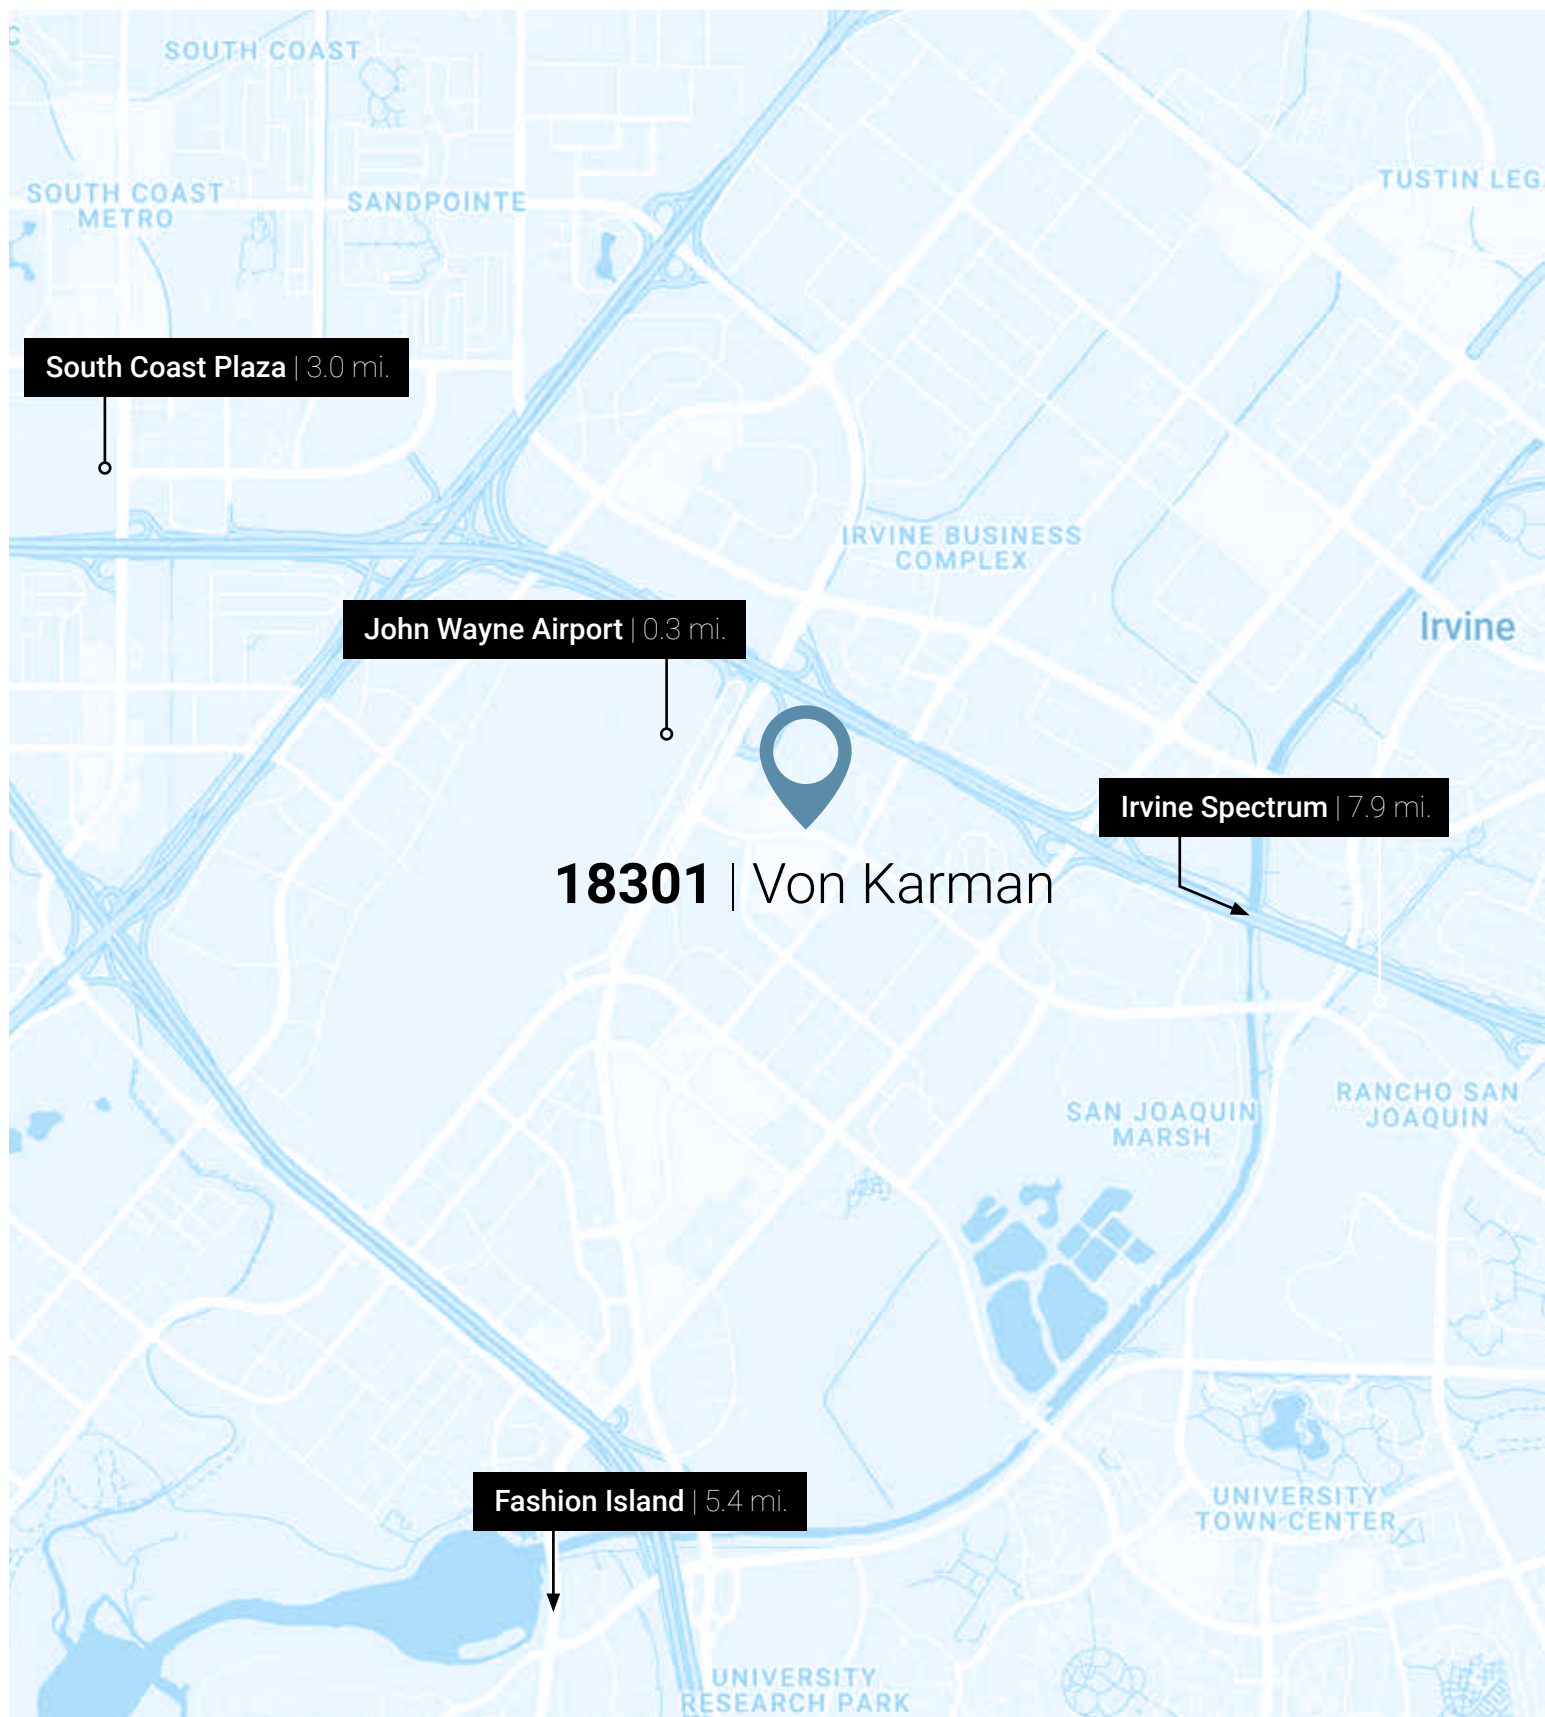 SOUTH COAST
SOUTH COAST
METRO
SANDPOINTE
TUSTIN LEG
South Coast Plaza | 3.0 mi.
IRVINE BUSINESS
COMPLEX
John Wayne Airport | 0.3 mi.
Irvine
Irvine Spectrum | 7.9 mi.
18301 | Von Karman
SAN JOAQUIN
MARSH
RANCHO SAN
JOAQUIN
Fashion Island | 5.4 mi.
UNIVERSITY
TOWN CENTER
UNIVERSITY
RESEARCH PARK